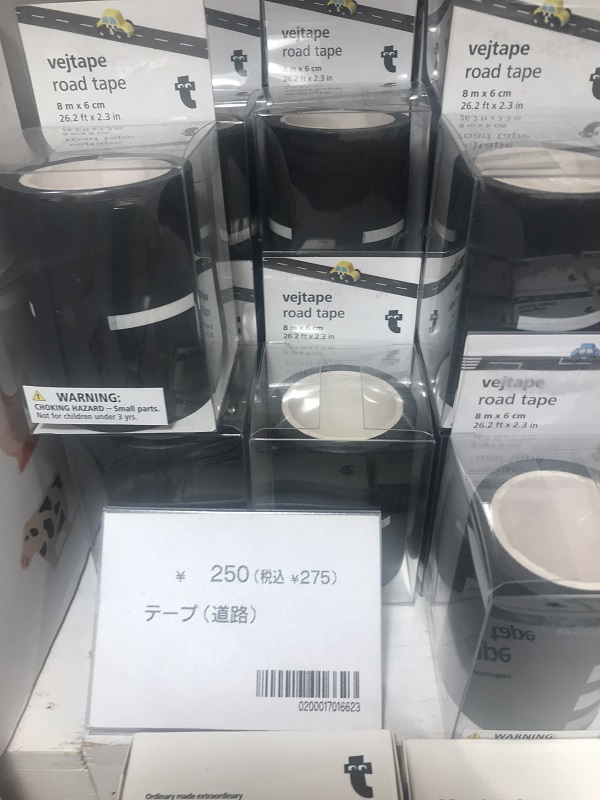 vejtape
road tape
8 m x 6 cm
26.2 ft x 2.3 in
vejtape
road tape
8 m x 6 cm
26.2 ft x 2.3 in
vejtape
road tape
8 m x 6 cm
26.2 ft x 2.3 in
vejtape
road tape
8 m x 6 cm
26.2 ft x 2.3 in
vejtape
road tape
8 m x 6 cm
26.2 ft x 2.3 in
WARNING:
CHOKING HAZARD – Small parts.
Not for children under 3 yrs.
¥ 250(税込 ¥275)
テープ(道路)
0200017016623
WARNING:
Ordinary made extraordinary